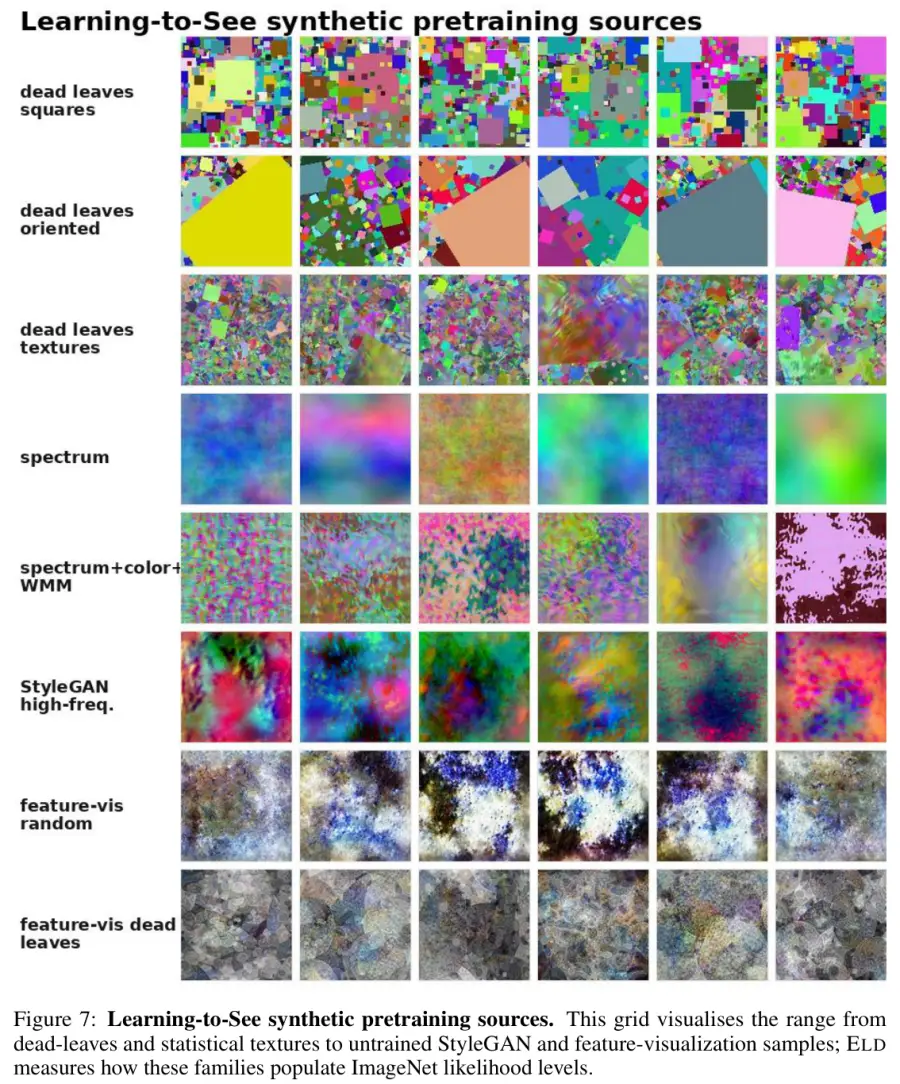 Learning-to-See synthetic pretraining sources
dead leaves
squares
dead leaves
oriented
dead leaves
textures
spectrum
spectrum+color+
WMM
StyleGAN
high-freq.
feature-vis
random
feature-vis dead
leaves
Figure 7: Learning-to-See synthetic pretraining sources. This grid visualises the range from
dead-leaves and statistical textures to untrained StyleGAN and feature-visualization samples; ELD
measures how these families populate ImageNet likelihood levels.